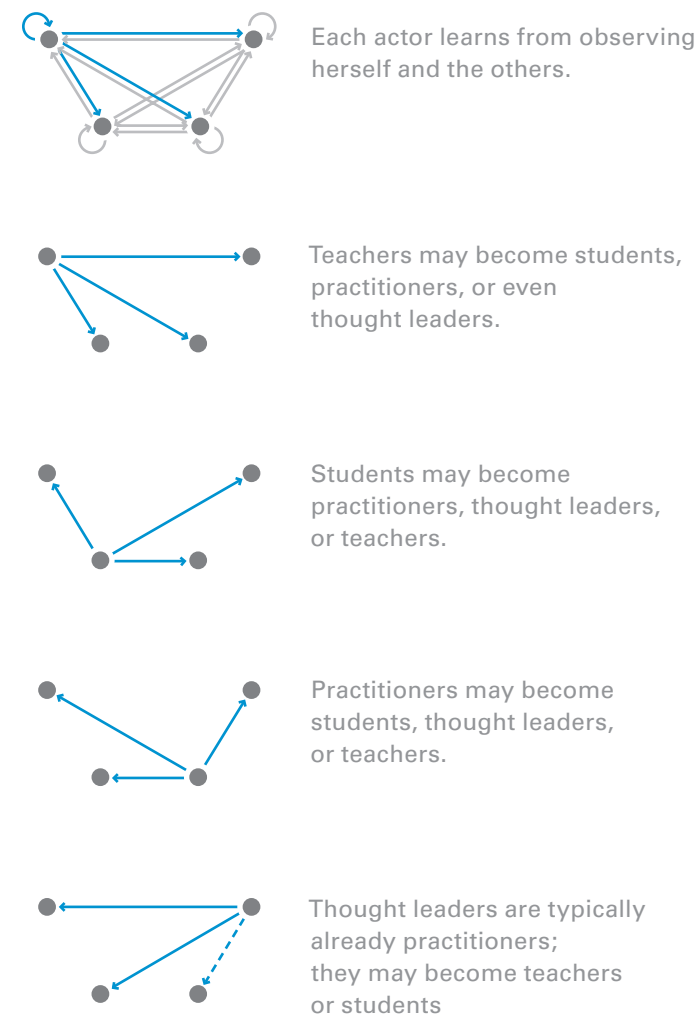 Each actor learns from observing
herself and the others.
Teachers may become students,
practitioners, or even
thought leaders.
Students may become
practitioners, thought leaders,
or teachers.
Practitioners may become
students, thought leaders,
or teachers.
Thought leaders are typically
already practitioners;
they may become teachers
or students